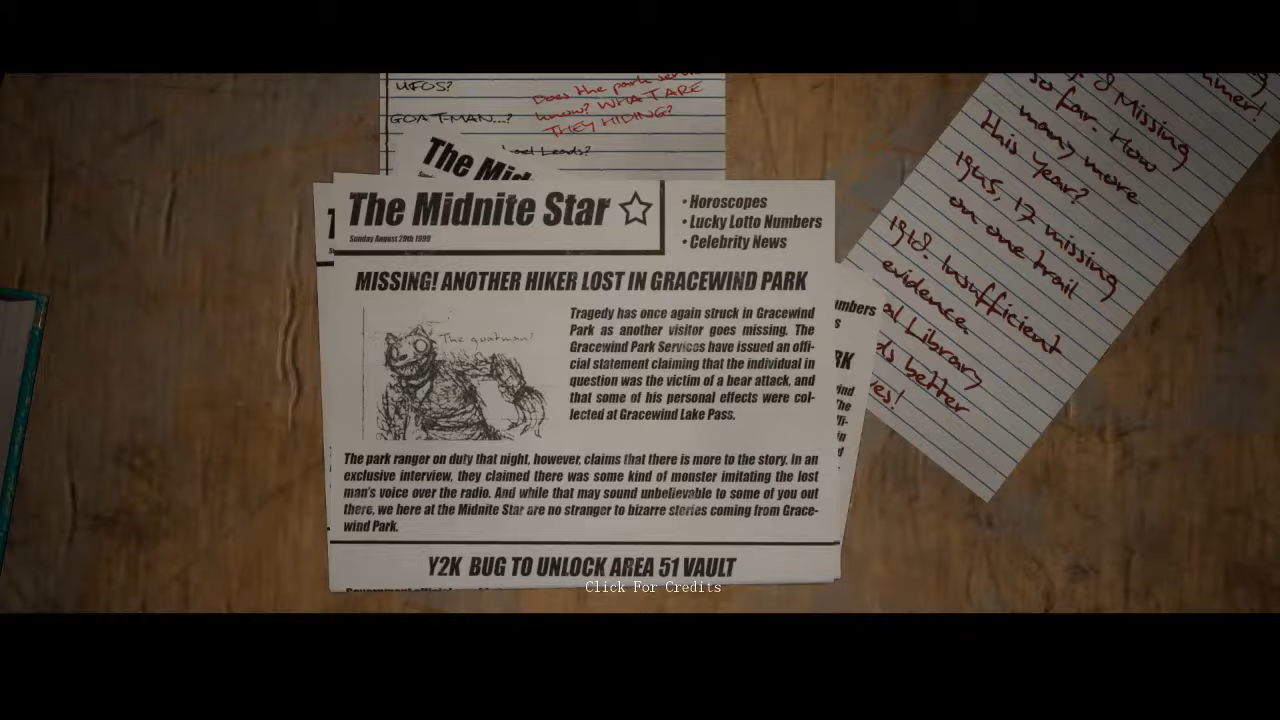 UFOS?
GOATMAN...?
Does the park
know? WHAT ARE
THEY HIDING?
Leads?
8 Missing
so far. How
many more
this year?
1945, 17 missing
on one trail
1918. Insufficient
evidence.
Library
better
The Mid
The Midnite Star
Sunday August 29th 1999
• Horoscopes
• Lucky Lotto Numbers
• Celebrity News
MISSING! ANOTHER HIKER LOST IN GRACEWIND PARK
The goatman!
Tragedy has once again struck in Gracewind
Park as another visitor goes missing. The
Gracewind Park Services have issued an offi-
cial statement claiming that the individual in
question was the victim of a bear attack, and
that some of his personal effects were col-
lected at Gracewind Lake Pass.
The park ranger on duty that night, however, claims that there is more to the story. In an
exclusive interview, they claimed there was some kind of monster imitating the lost
man's voice over the radio. And while that may sound unbelievable to some of you out
there, we here at the Midnite Star are no stranger to bizarre stories coming from Grace-
wind Park.
Y2K BUG TO UNLOCK AREA 51 VAULT
Click For Credits